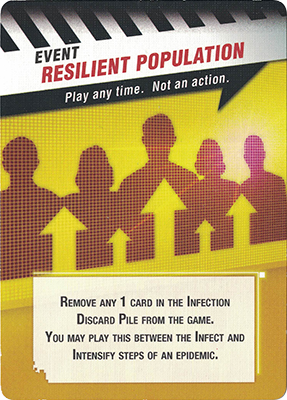 EVENT
RESILIENT POPULATION
Play any time. Not an action.
REMOVE ANY 1 CARD IN THE INFECTION
DISCARD PILE FROM THE GAME.
YOU MAY PLAY THIS BETWEEN THE INFECT AND
INTENSIFY STEPS OF AN EPIDEMIC.